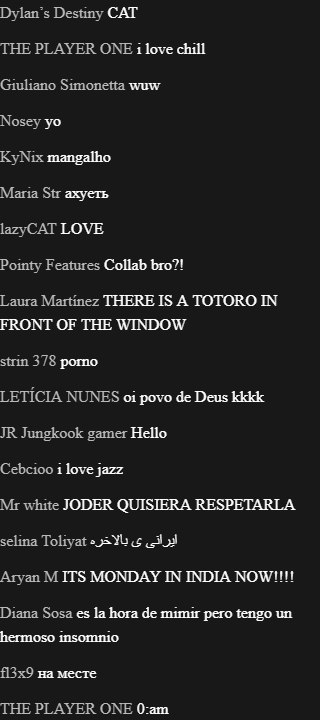 Dylan's Destiny CAT
THE PLAYER ONE i love chill
Giuliano Simonetta wuw
Nosey yo
KyNix mangalho
Maria Str ахуеть
lazyCAT LOVE
Pointy Features Collab bro?!
Laura Martínez THERE IS A TOTORO IN
FRONT OF THE WINDOW
strin 378 porno
LETÍCIA NUNES oi povo de Deus kkkk
JR Jungkook gamer Hello
Cebcioo i love jazz
Mr white JODER QUISIERA RESPETARLA
selina Toliyat ایرانی ی بالاخره
Aryan M ITS MONDAY IN INDIA NOW!!!!
Diana Sosa es la hora de mimir pero tengo un
hermoso insomnio
fl3x9 на месте
THE PLAYER ONE 0:am